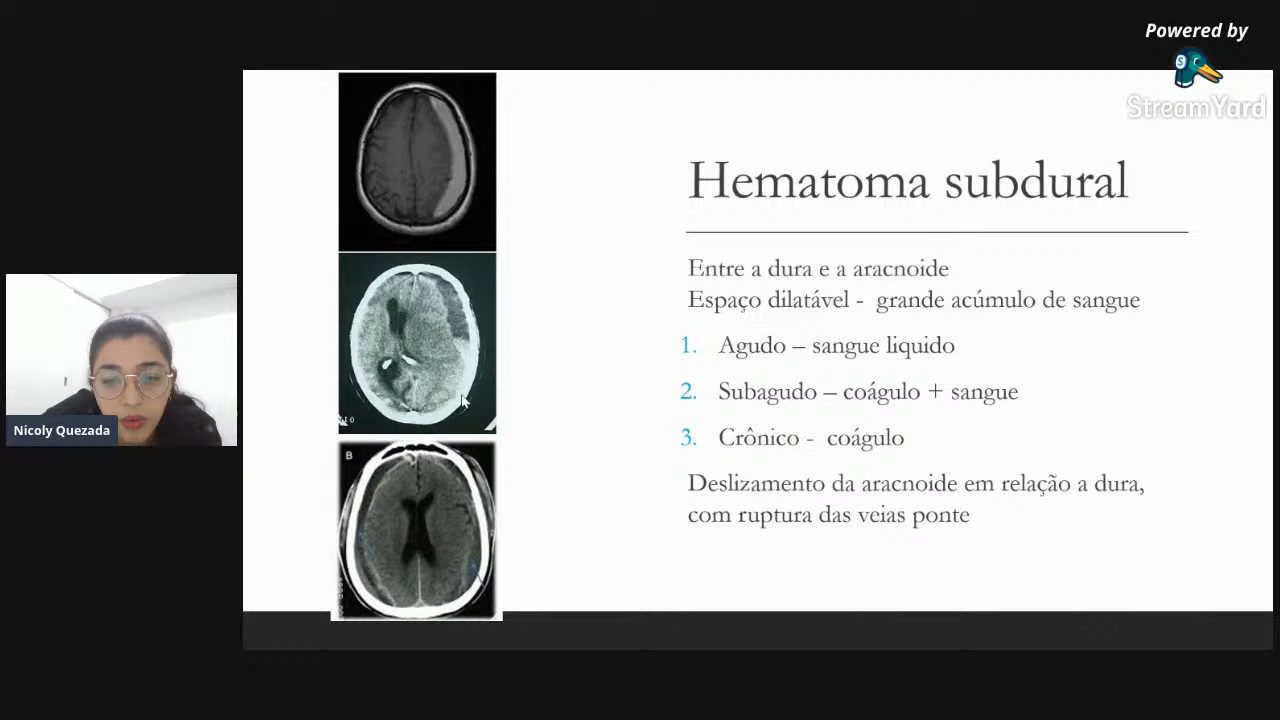 Powered by
StreamYard
Hematoma subdural
Entre a dura e a aracnoide
Espaço dilatável - grande acúmulo de sangue
1. Agudo – sangue liquido
2. Subagudo – coágulo + sangue
3. Crônico - coágulo
Deslizamento da aracnoide em relação a dura,
com ruptura das veias ponte
B
Nicoly Quezada